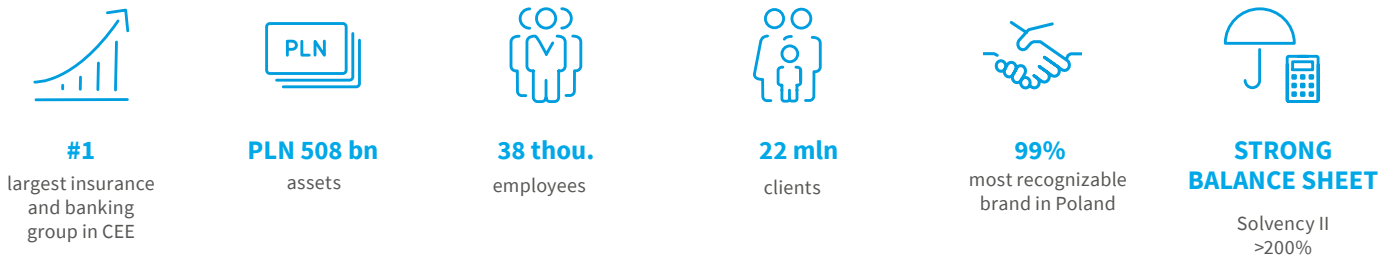 PLN
#1
largest insurance
and banking
group in CEE
PLN 508 bn
assets
38 thou.
employees
22 mln
clients
99%
most recognizable
brand in Poland
STRONG
BALANCE SHEET
Solvency II
>200%